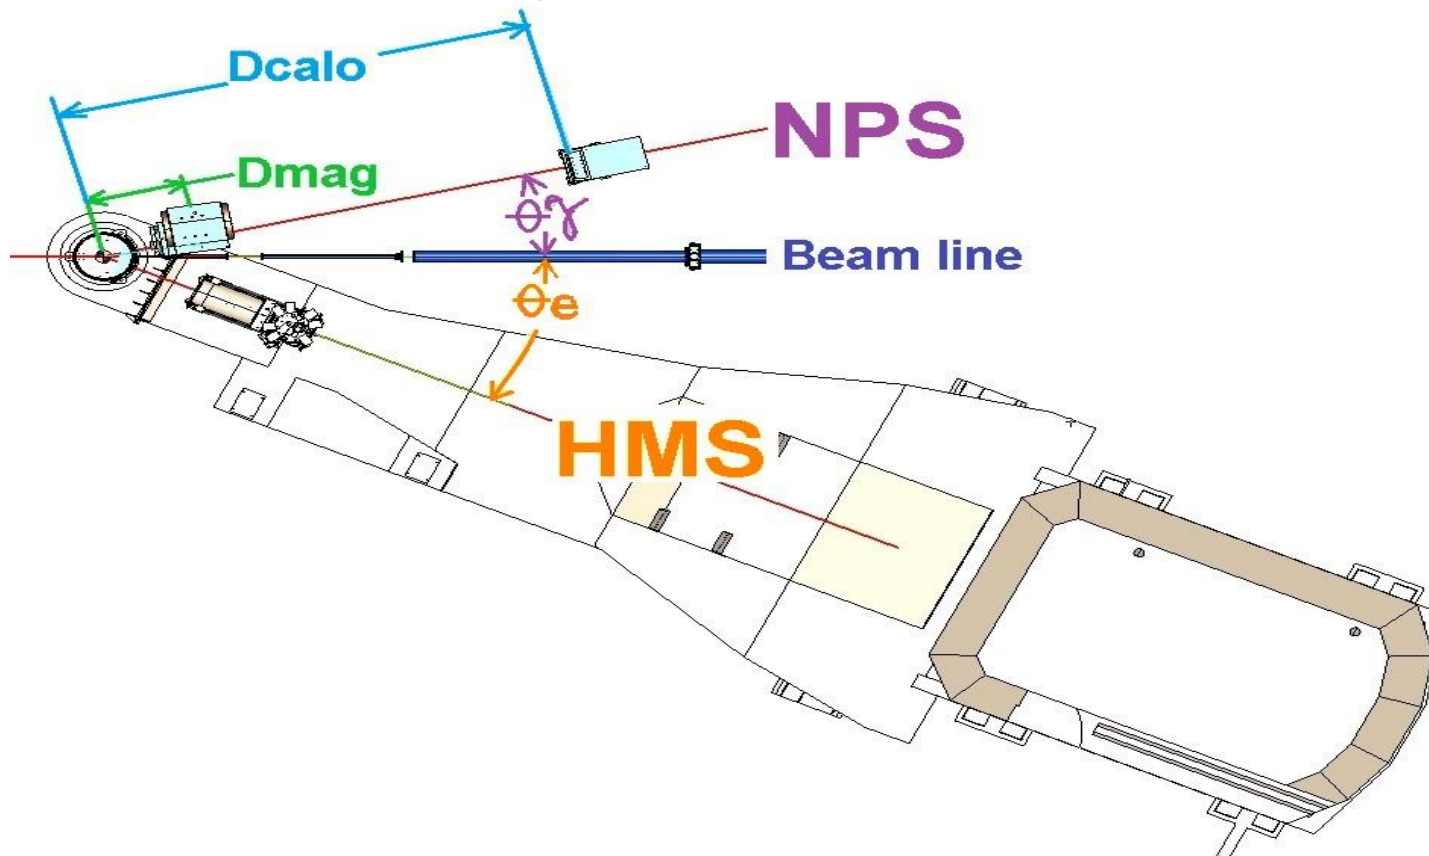 Dcalo
NPS
Dmag
θγ
Beam line
θe
HMS